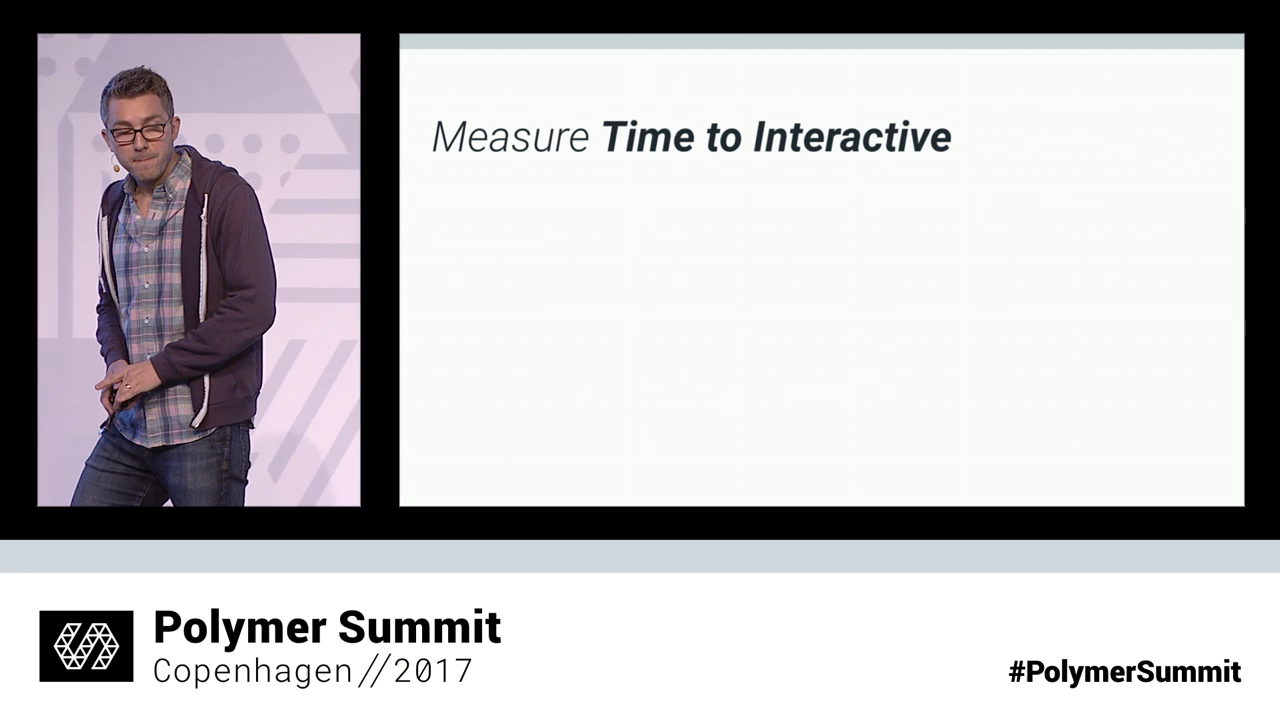 Measure Time to Interactive
Polymer Summit
Copenhagen//2017
#PolymerSummit